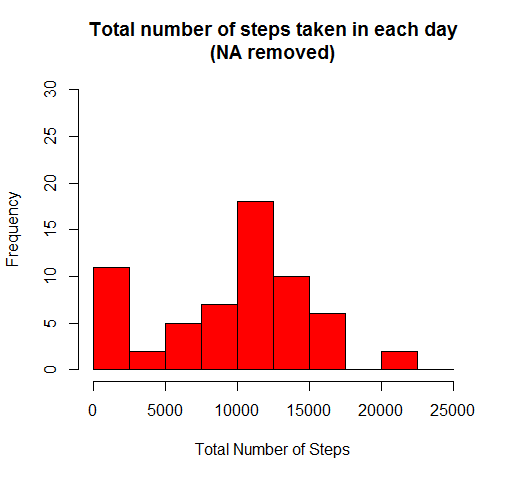 Total number of steps taken in each day
(NA removed)
30
25
20
15
10
5
0
Frequency
0 5000 10000 15000 20000 25000
Total Number of Steps